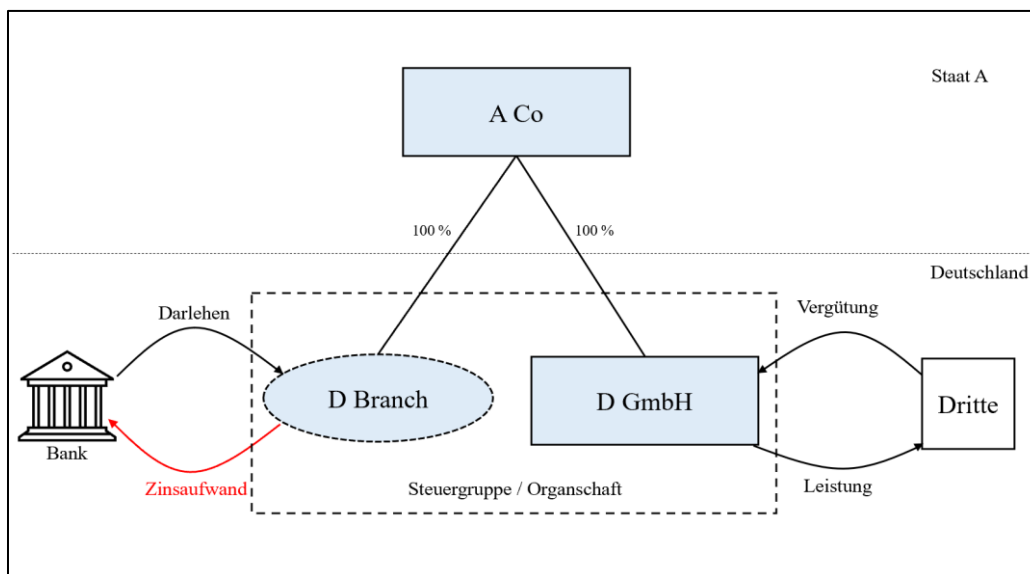 Staat A
A Co
100 %
100 %
Deutschland
Darlehen
Vergütung
D Branch
D GmbH
Dritte
Bank
Zinsaufwand
Steuergruppe / Organschaft
Leistung